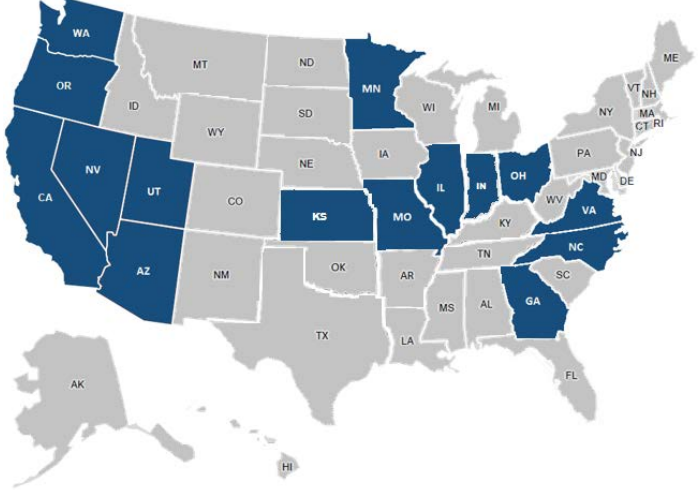 WA
MT
ND
MN
ME
OR
ID
SD
WI
MI
VT
NH
NY
MA
CT
RI
WY
IA
PA
NJ
NE
NV
UT
CO
IL
IN
OH
MD
DE
CA
KS
MO
WV
VA
KY
AZ
NM
OK
AR
TN
NC
SC
TX
LA
MS
AL
GA
FL
AK
HI